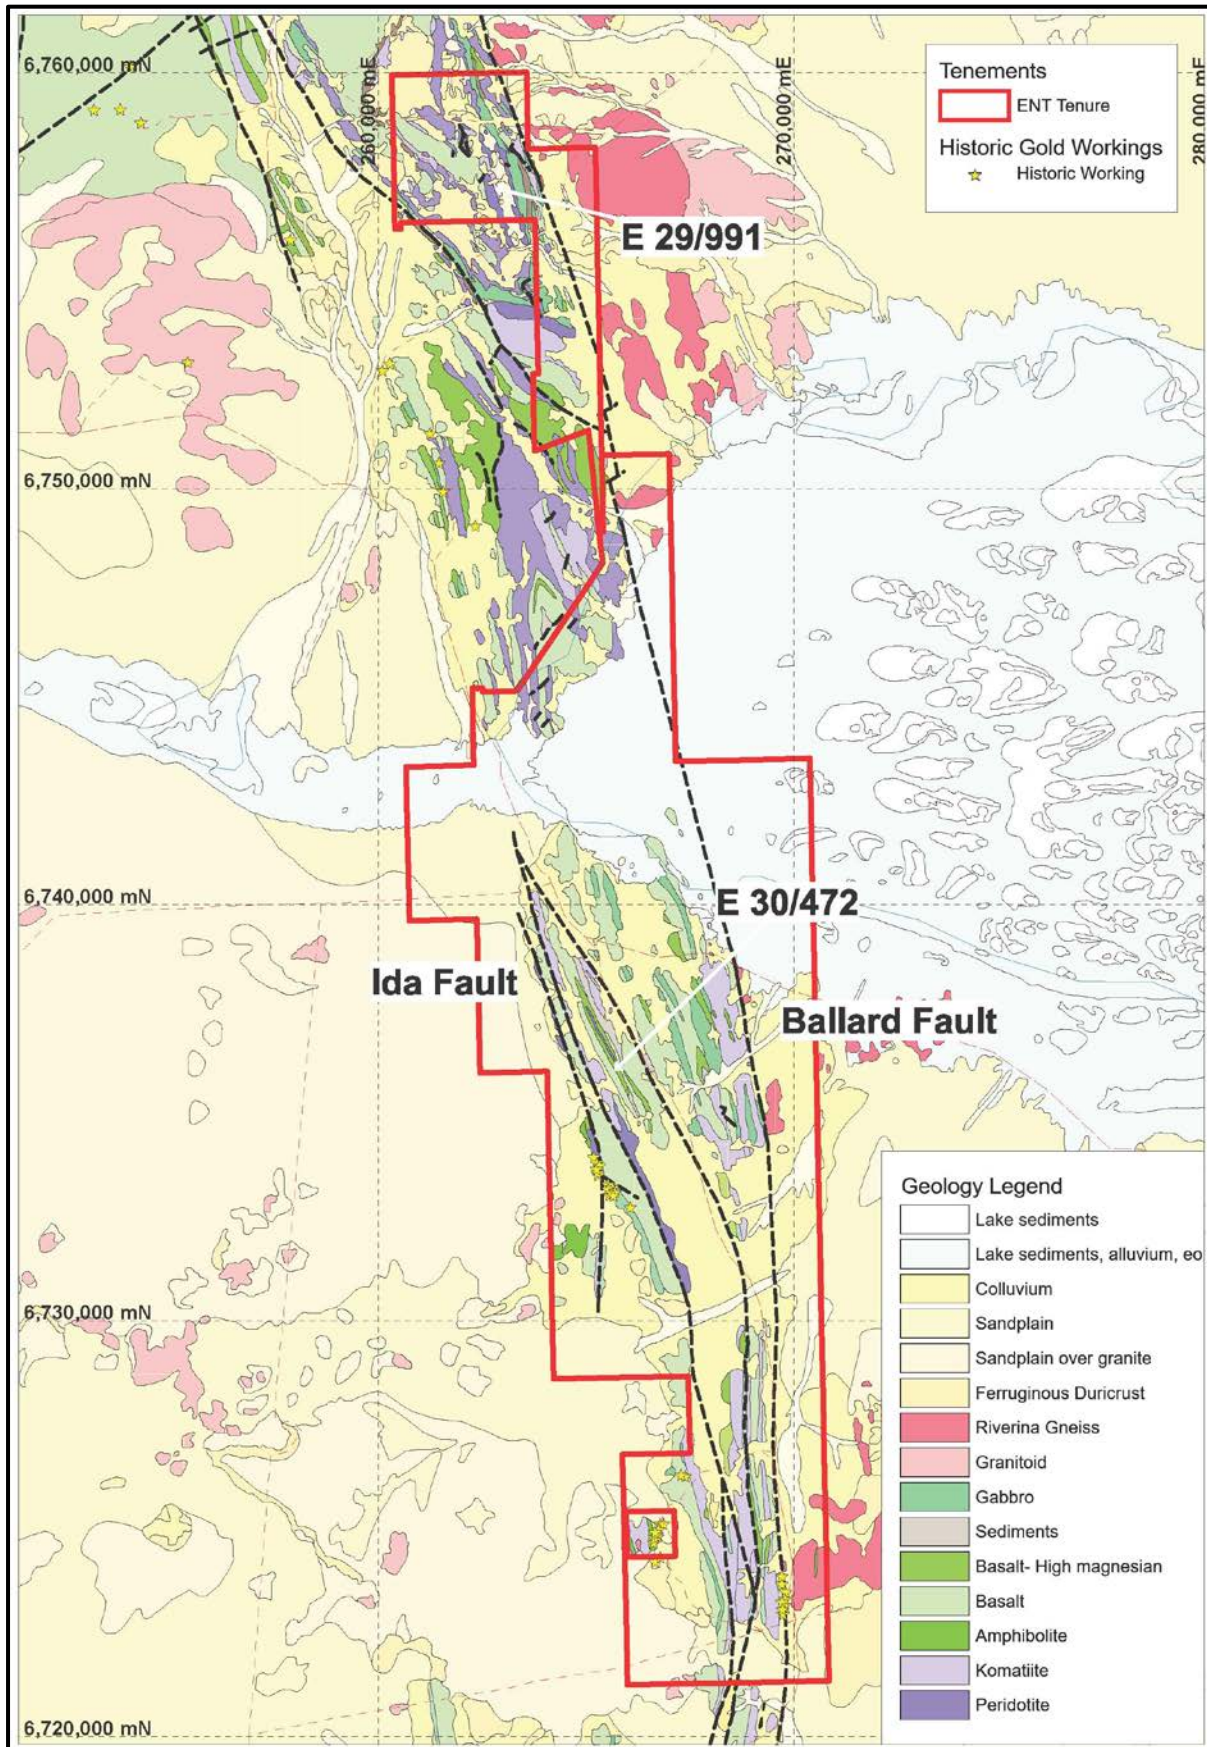 6,760,000 mN
260,000 mE
270,000 mE
280,000 mE
Tenements
ENT Tenure
Historic Gold Workings
Historic Working
E 29/991
6,750,000 mN
6,740,000 mN
E 30/472
Ida Fault
Ballard Fault
6,730,000 mN
6,720,000 mN
Geology Legend
Lake sediments
Lake sediments, alluvium, eo
Colluvium
Sandplain
Sandplain over granite
Ferruginous Duricrust
Riverina Gneiss
Granitoid
Gabbro
Sediments
Basalt- High magnesian
Basalt
Amphibolite
Komatiite
Peridotite